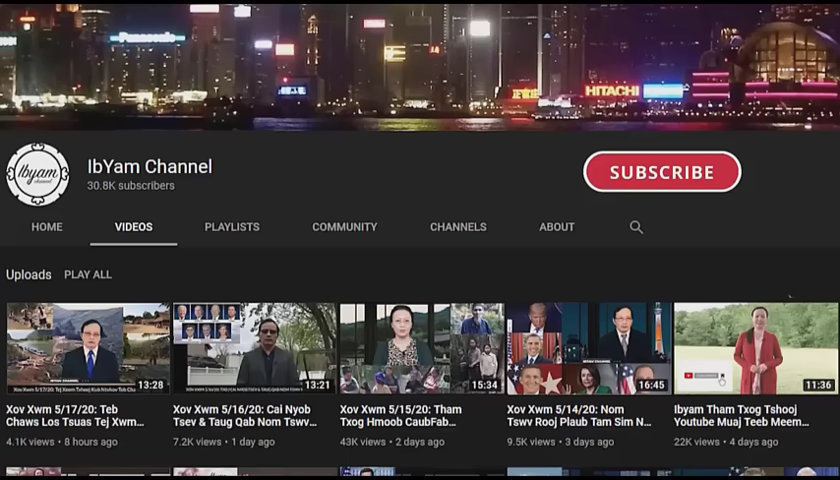 Panasonic
HITACHI
Ibyam
channel
IbYam Channel
30.8K subscribers
SUBSCRIBE
HOME VIDEOS PLAYLISTS COMMUNITY CHANNELS ABOUT
Uploads PLAY ALL
13:28 13:21 15:34 16:45 11:36
Xov Xwm 5/17/20: Teb
Chaws Los Tsuas Tej Xwm...
4.1K views • 8 hours ago
Xov Xwm 5/16/20: Cai Nyob
Tsev & Taug Qab Nom Tswv...
7.2K views • 1 day ago
Xov Xwm 5/15/20: Tham
Txog Hmoob CaubFab...
43K views • 2 days ago
Xov Xwm 5/14/20: Nom
Tswv Rooj Plaub Tam Sim N...
9.5K views • 3 days ago
Ibyam Tham Txog Tshooj
Youtube Muaj Teeb Meem...
22K views • 4 days ago